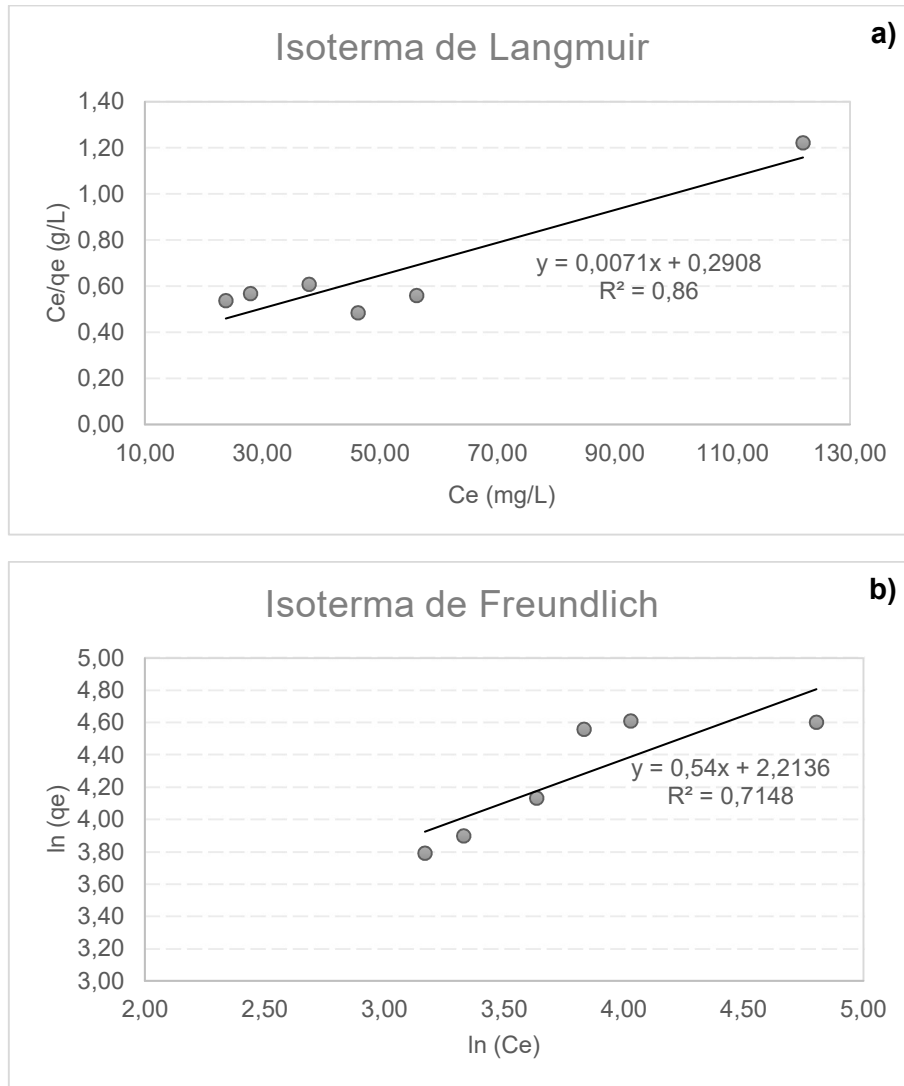 Isoterma de Langmuir
a)
1,40
1,20
1,00
0,80
0,60
0,40
0,20
0,00
Ce/qe (g/L)
y = 0,0071x + 0,2908
R² = 0,86
10,00 30,00 50,00 70,00 90,00 110,00 130,00
Ce (mg/L)
Isoterma de Freundlich
b)
5,00
4,80
4,60
4,40
4,20
4,00
3,80
3,60
3,40
3,20
3,00
ln (qe)
y = 0,54x + 2,2136
R² = 0,7148
2,00 2,50 3,00 3,50 4,00 4,50 5,00
ln (Ce)